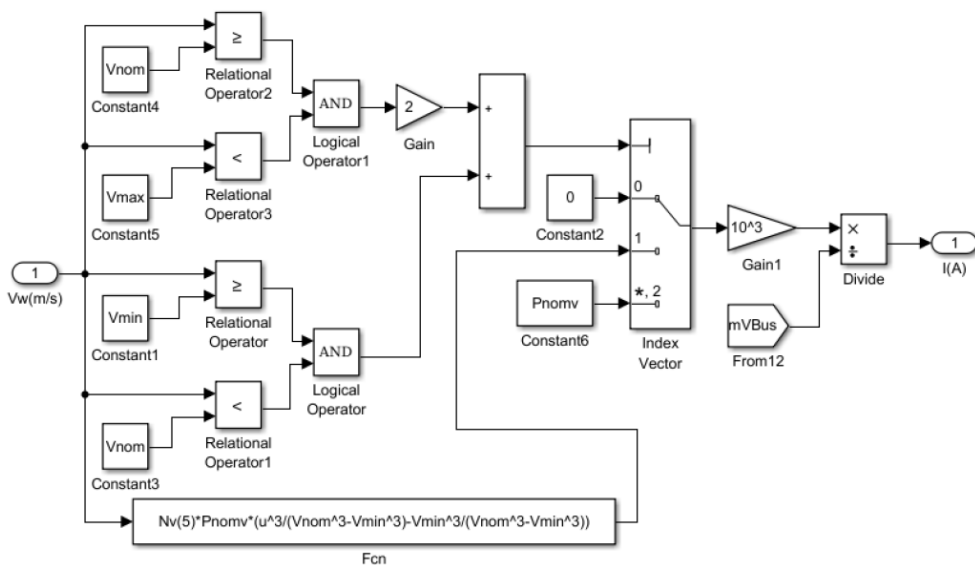 ≥
Vnom
Constant4
Relational
Operator2
AND
Logical
Operator1
2
Gain
+
+
<
Vmax
Constant5
Relational
Operator3
0
Constant2
0
1
*, 2
Pnomv
Constant6
Index
Vector
10^3
Gain1
×
÷
Divide
1
I(A)
mVBus
From12
1
Vw(m/s)
≥
Vmin
Constant1
Relational
Operator
AND
Logical
Operator
<
Vnom
Constant3
Relational
Operator1
Nv(5)*Pnomv*(u^3/(Vnom^3-Vmin^3)-Vmin^3/(Vnom^3-Vmin^3))
Fcn